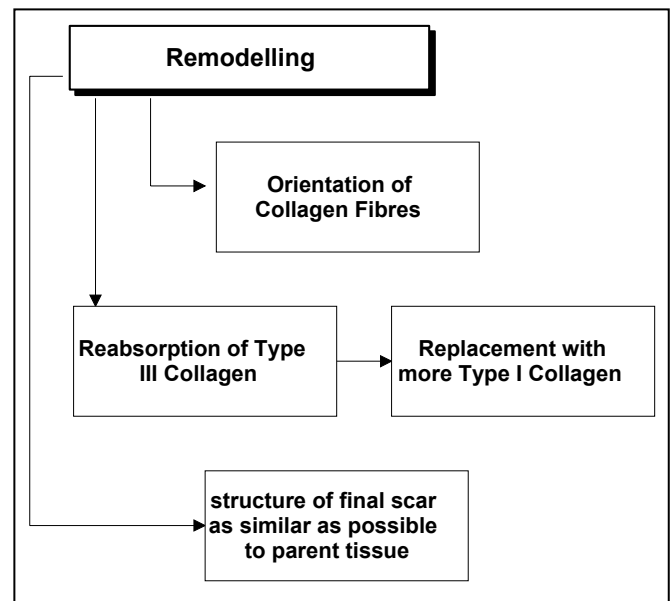 Remodelling
Orientation of
Collagen Fibres
Reabsorption of Type
III Collagen
Replacement with
more Type I Collagen
structure of final scar
as similar as possible
to parent tissue